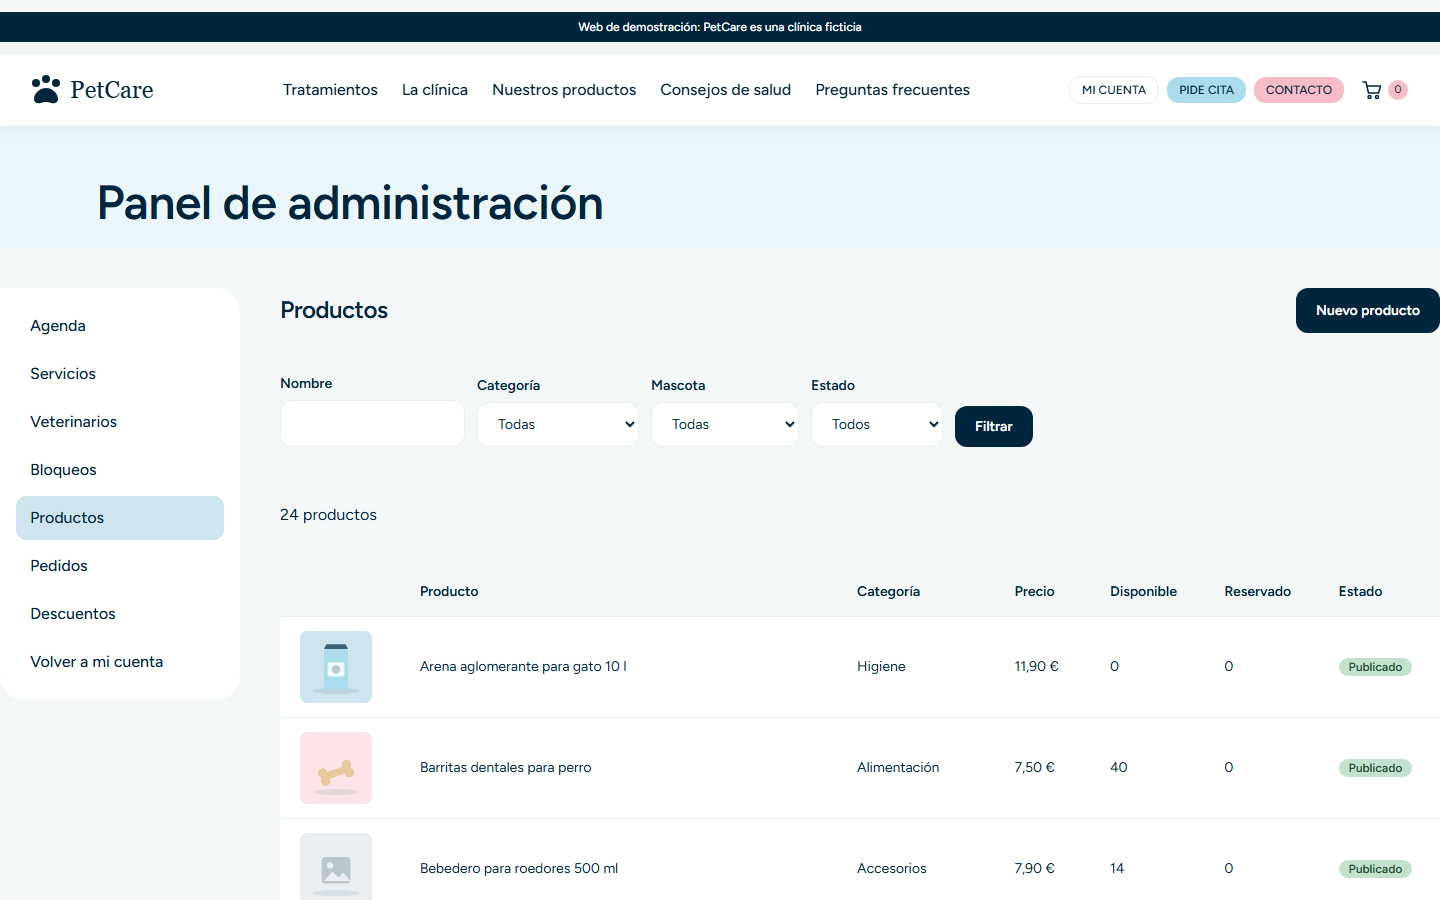 Web de demostración: PetCare es una clínica ficticia
PetCare
Tratamientos
La clínica
Nuestros productos
Consejos de salud
Preguntas frecuentes
MI CUENTA
PIDE CITA
CONTACTO
0
Panel de administración
Agenda
Servicios
Veterinarios
Bloqueos
Productos
Pedidos
Descuentos
Volver a mi cuenta
Productos
Nuevo producto
Nombre
Categoría
Mascota
Estado
Todas
Todas
Todos
Filtrar
24 productos
Producto Categoría Precio Disponible Reservado Estado
Arena aglomerante para gato 10 l Higiene 11,90 € 0 0 Publicado
Barritas dentales para perro Alimentación 7,50 € 40 0 Publicado
Bebedero para roedores 500 ml Accesorios 7,90 € 14 0 Publicado